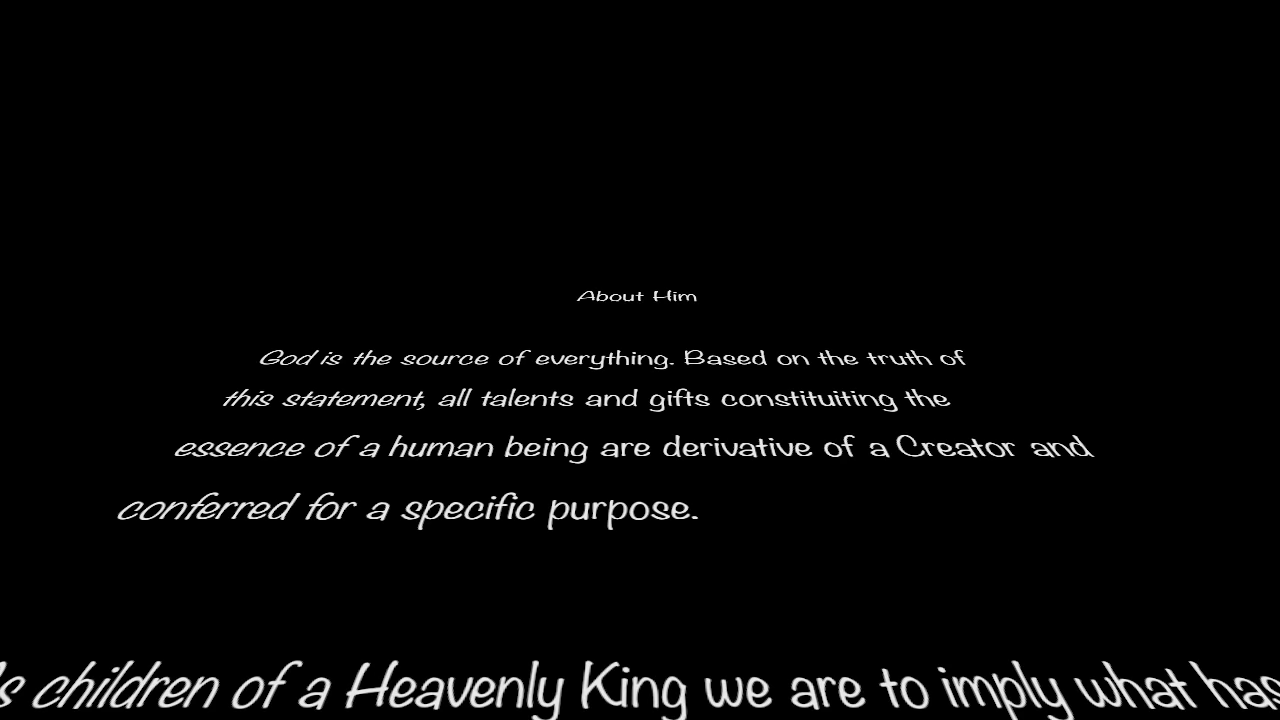 About Him
God is the source of everything. Based on the truth of
this statement, all talents and gifts constituiting the
essence of a human being are derivative of a Creator and
conferred for a specific purpose.
children of a Heavenly King we are to imply what has